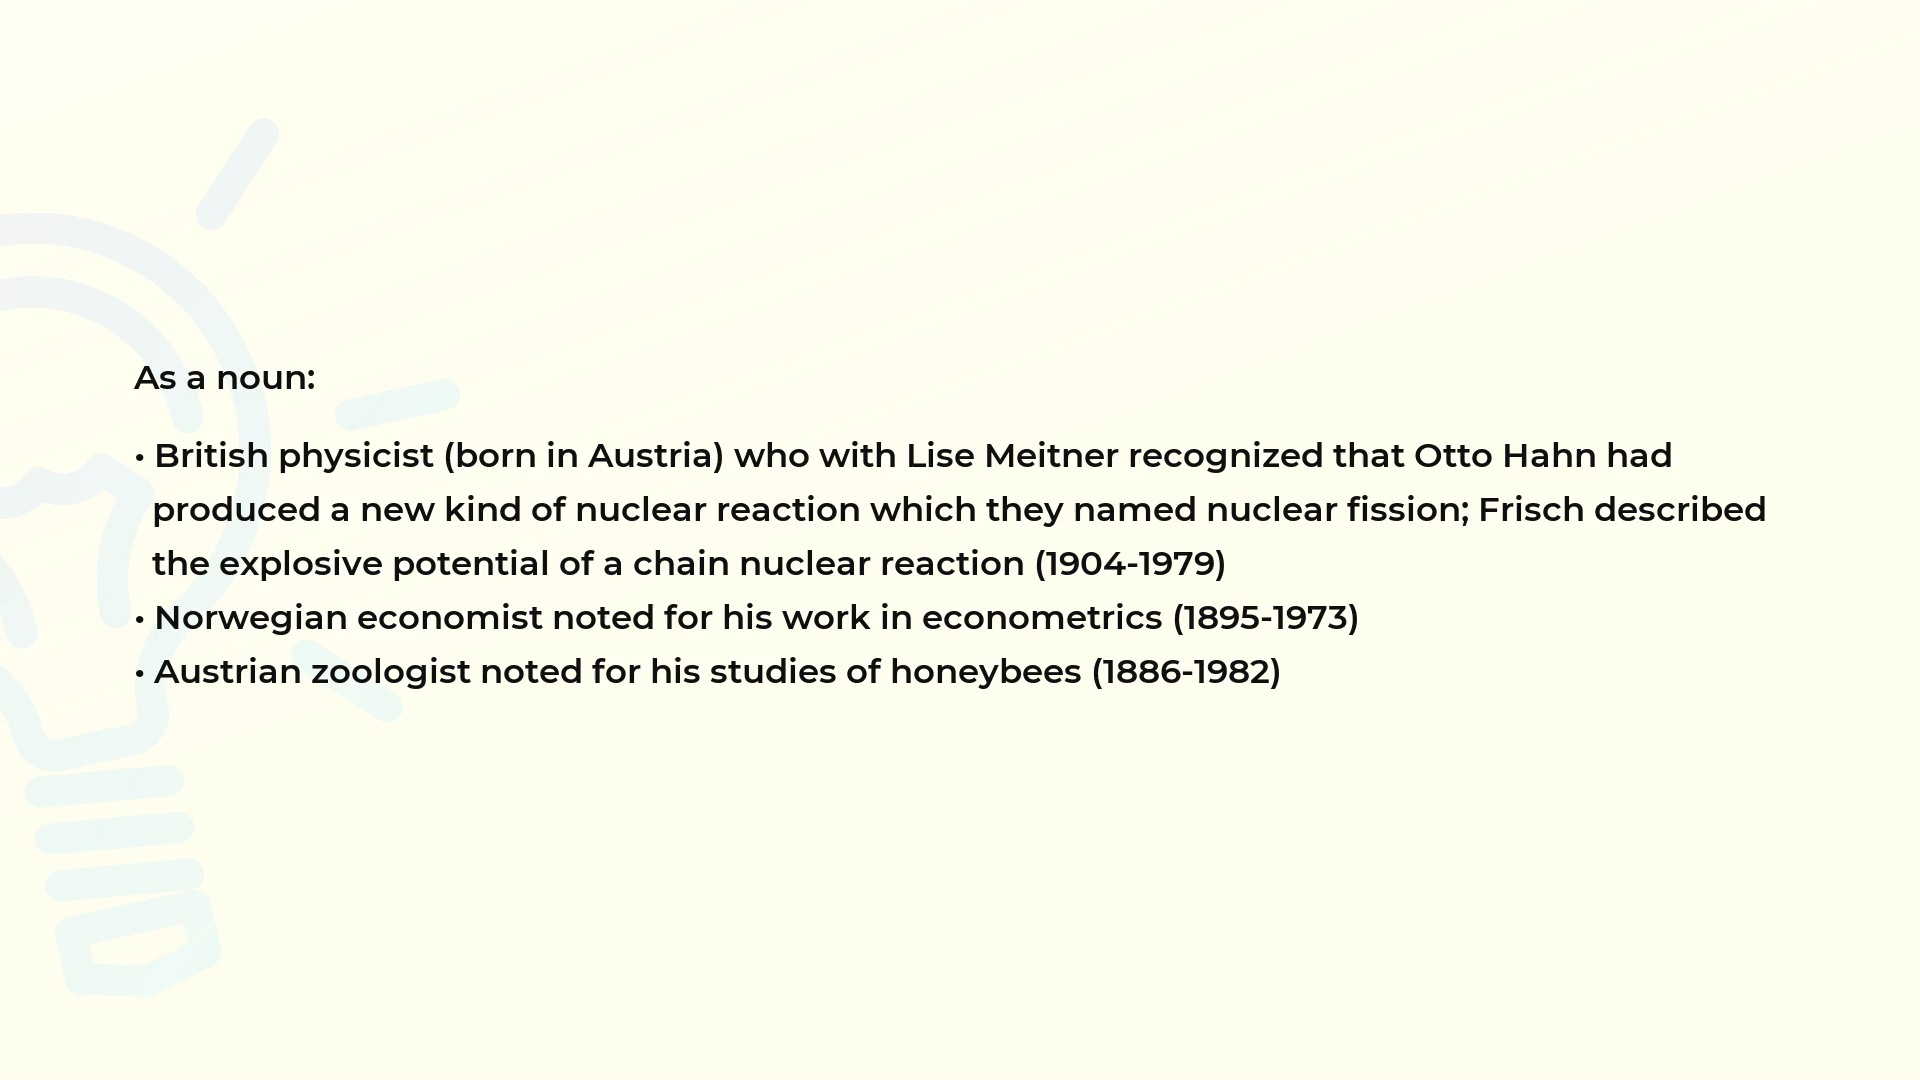 As a noun:
• British physicist (born in Austria) who with Lise Meitner recognized that Otto Hahn had
produced a new kind of nuclear reaction which they named nuclear fission; Frisch described
the explosive potential of a chain nuclear reaction (1904-1979)
• Norwegian economist noted for his work in econometrics (1895-1973)
• Austrian zoologist noted for his studies of honeybees (1886-1982)